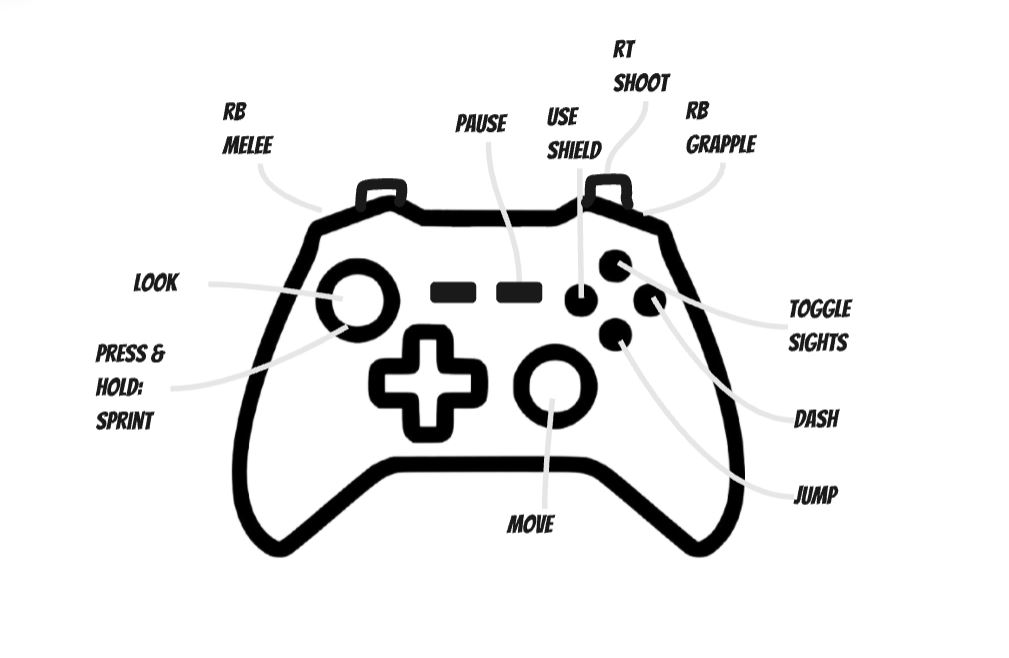 RT
SHOOT
RB
MELEE
PAUSE
USE
SHIELD
RB
GRAPPLE
LOOK
PRESS &
HOLD:
SPRINT
TOGGLE
SIGHTS
DASH
JUMP
MOVE